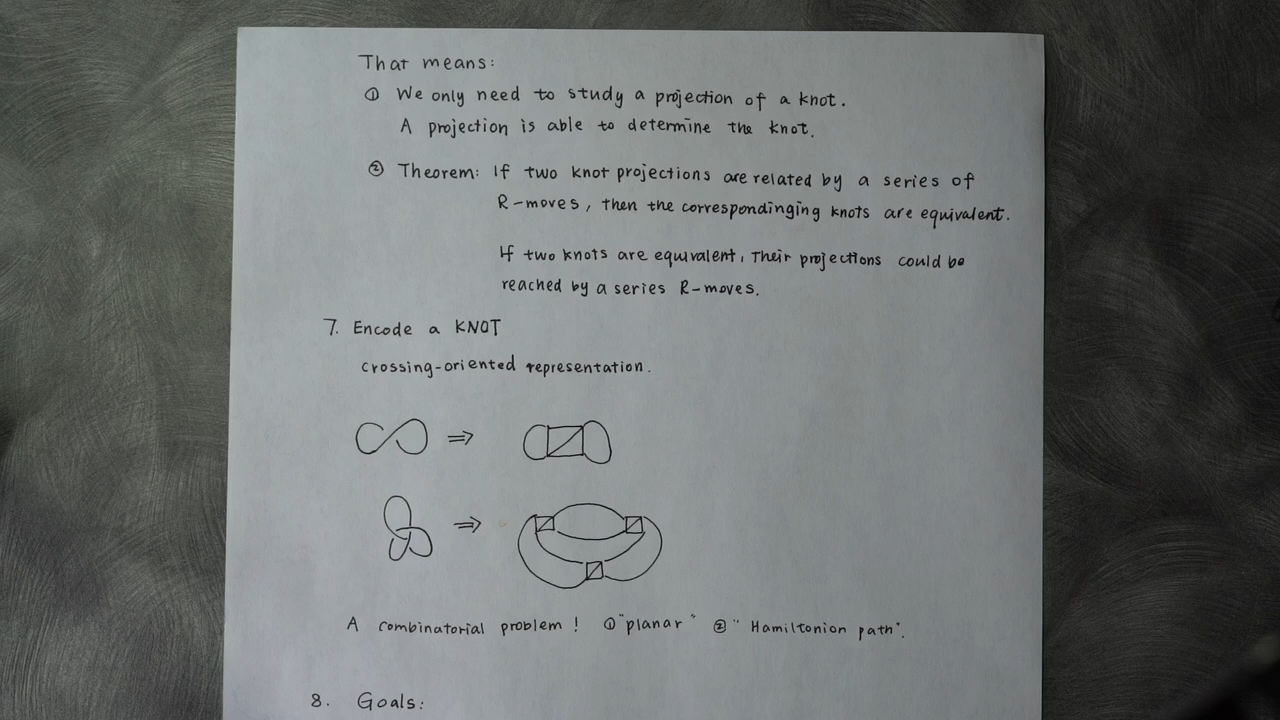 That means:
① We only need to study a projection of a knot.
A projection is able to determine the knot.
② Theorem: If two knot projections are related by a series of
R-moves, then the correspondinging knots are equivalent.
If two knots are equivalent, Their projections could be
reached by a series R-moves.
7. Encode a KNOT
crossing-oriented representation.
⇒
⇒
A combinatorial problem! ① "planar" ② "Hamiltonion path".
8. Goals: